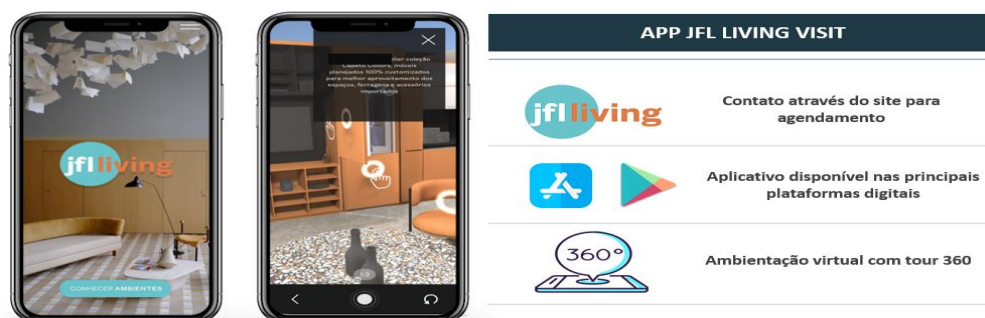 jfl living
CONHECER AMBIENTES
lier coleção
Colors, móveis
planejados 100% customizados
para melhor aproveitamento dos
espaços, ferragens e acessórios
importados
APP JFL LIVING VISIT
jfl living
Contato através do site para
agendamento
Aplicativo disponível nas principais
plataformas digitais
360°
Ambientação virtual com tour 360